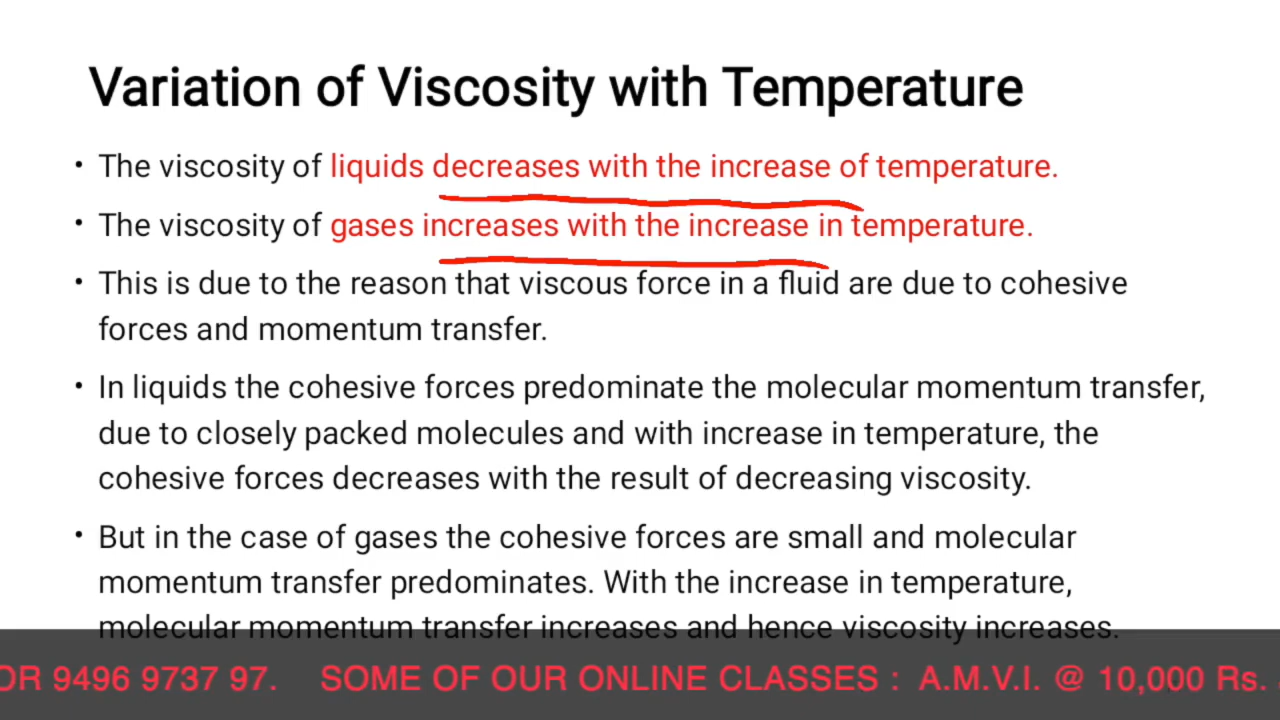 Variation of Viscosity with Temperature
• The viscosity of liquids decreases with the increase of temperature.
• The viscosity of gases increases with the increase in temperature.
• This is due to the reason that viscous force in a fluid are due to cohesive
forces and momentum transfer.
• In liquids the cohesive forces predominate the molecular momentum transfer,
due to closely packed molecules and with increase in temperature, the
cohesive forces decreases with the result of decreasing viscosity.
• But in the case of gases the cohesive forces are small and molecular
momentum transfer predominates. With the increase in temperature,
molecular momentum transfer increases and hence viscosity increases.
OR 9496 9737 97. SOME OF OUR ONLINE CLASSES : A.M.V.I. @ 10,000 Rs.